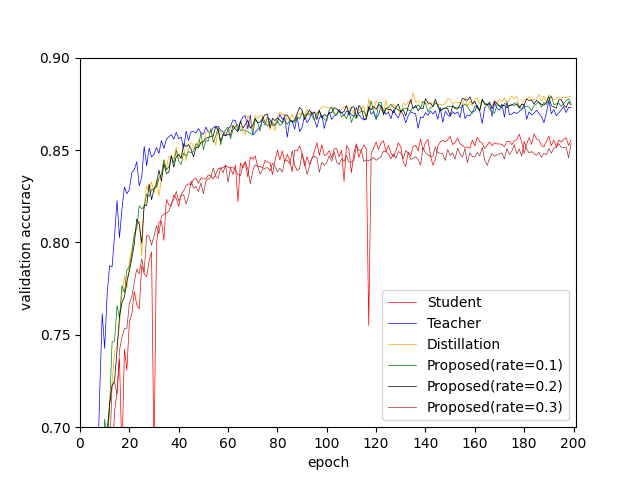 0.90
0.85
0.80
0.75
0.70
validation accuracy
0 20 40 60 80 100 120 140 160 180 200
epoch
Student
Teacher
Distillation
Proposed(rate=0.1)
Proposed(rate=0.2)
Proposed(rate=0.3)